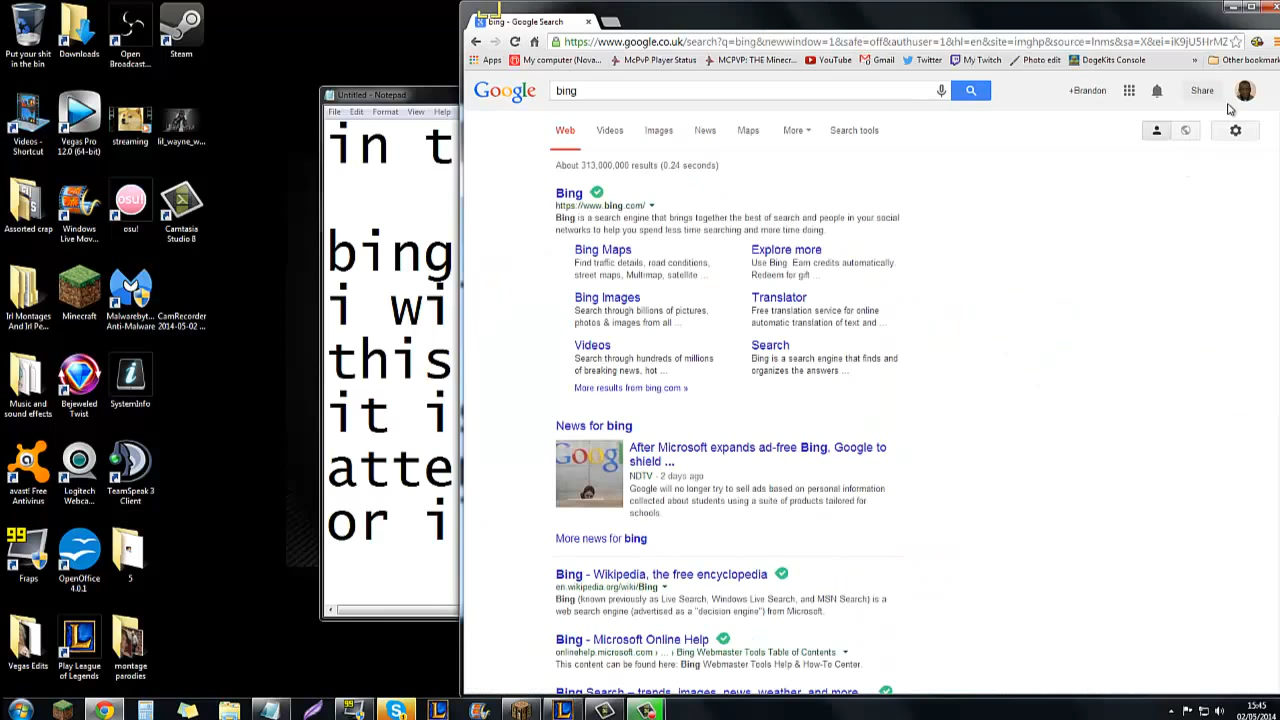 Put your shit
in the bin
Downloads
Open
Broadcast...
Steam
Videos -
Shortcut
Vegas Pro
12.0 (64-bit)
streaming
lil_wayne_w...
Assorted crap
Windows
Live Mov...
osu!
Camtasia
Studio 8
Irl Montages
And Irl Pe...
Minecraft
Malwarebyt...
Anti-Malware
CamRecorder
2014-05-02 ...
Music and
sound effects
Bejeweled
Twist
SystemInfo
avast! Free
Antivirus
Logitech
Webca...
TeamSpeak 3
Client
99
Fraps
OpenOffice
4.0.1
5
Vegas Edits
Play League
of Legends
montage
parodies
Untitled - Notepad
File Edit Format View Help
in t
bing
i wi
this
it i
atte
or i
bing - Google Search
https://www.google.co.uk/search?q=bing&newwindow=1&safe=off&authuser=1&hl=en&site=imghp&source=lnms&sa=X&ei=iK9jU5HrMZ
Apps My computer (Nova... McPvP Player Status MCPVP: THE Minecr... YouTube Gmail Twitter My Twitch Photo edit DogeKits Console » Other bookmar
Google bing +Brandon Share
Web Videos Images News Maps More Search tools
About 313,000,000 results (0.24 seconds)
Bing
https://www.bing.com/
Bing is a search engine that brings together the best of search and people in your social
networks to help you spend less time searching and more time doing.
Bing Maps
Find traffic details, road conditions,
street maps, Multimap, satellite ...
Explore more
Use Bing. Earn credits automatically.
Redeem for gift ...
Bing Images
Search through billions of pictures,
photos & images from all ...
Translator
Free translation service for online
automatic translation of text and ...
Videos
Search through hundreds of millions
of breaking news, hot ...
Search
Bing is a search engine that finds and
organizes the answers ...
More results from bing.com »
News for bing
After Microsoft expands ad-free Bing, Google to
shield ...
NDTV - 2 days ago
Google will no longer try to sell ads based on personal information
collected about students using a suite of products tailored for
schools.
More news for bing
Bing - Wikipedia, the free encyclopedia
en.wikipedia.org/wiki/Bing
Bing (known previously as Live Search, Windows Live Search, and MSN Search) is a
web search engine (advertised as a "decision engine") from Microsoft.
Bing - Microsoft Online Help
onlinehelp.microsoft.com › ... › Bing Webmaster Tools Table of Contents
This content can be found here: Bing Webmaster Tools Help & How-To Center.
Bing Search – trends, images, news, weather, and more...
15:45
02/05/2014